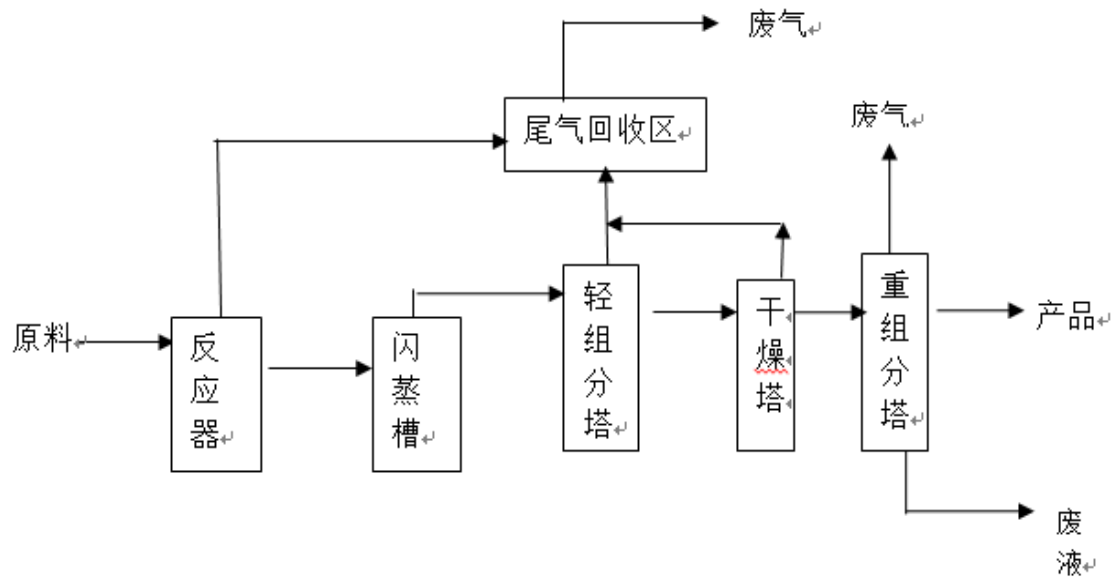 废气
尾气回收区
废气
原料
反应器
闪蒸槽
轻组分塔
干燥塔
重组分塔
产品
废液